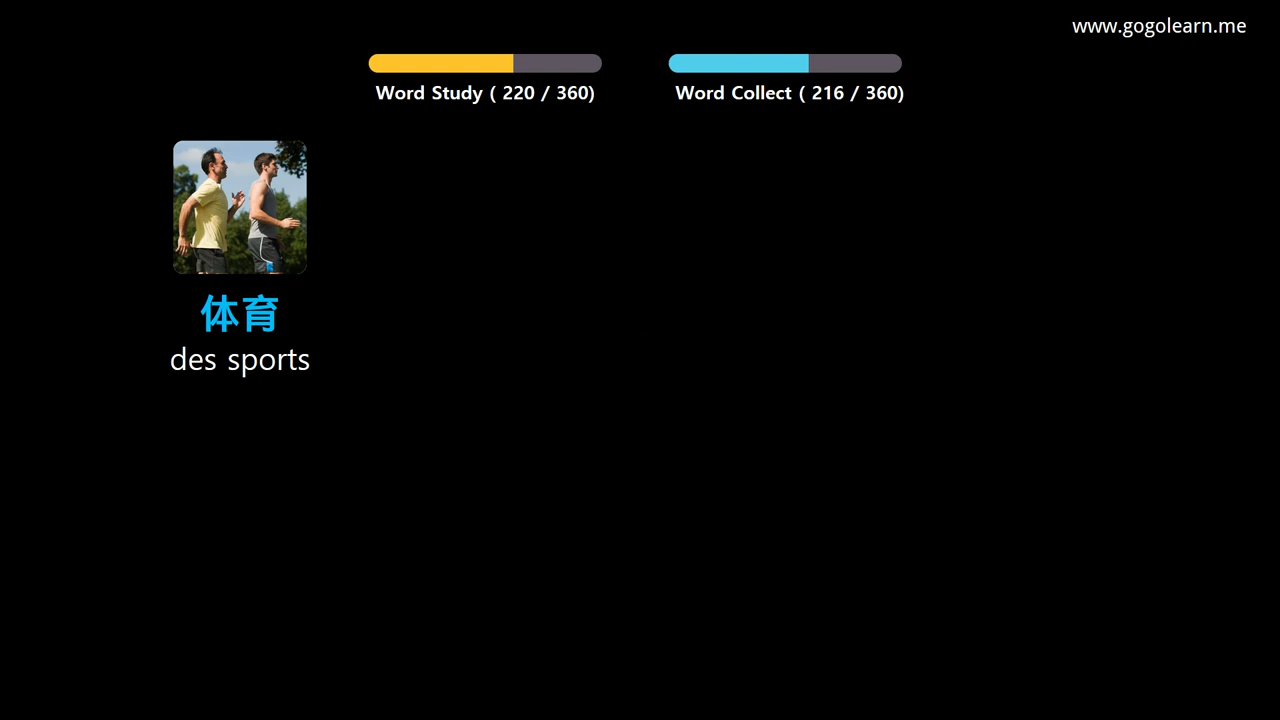 www.gogolearn.me
Word Study ( 220 / 360)
Word Collect ( 216 / 360)
体育
des sports